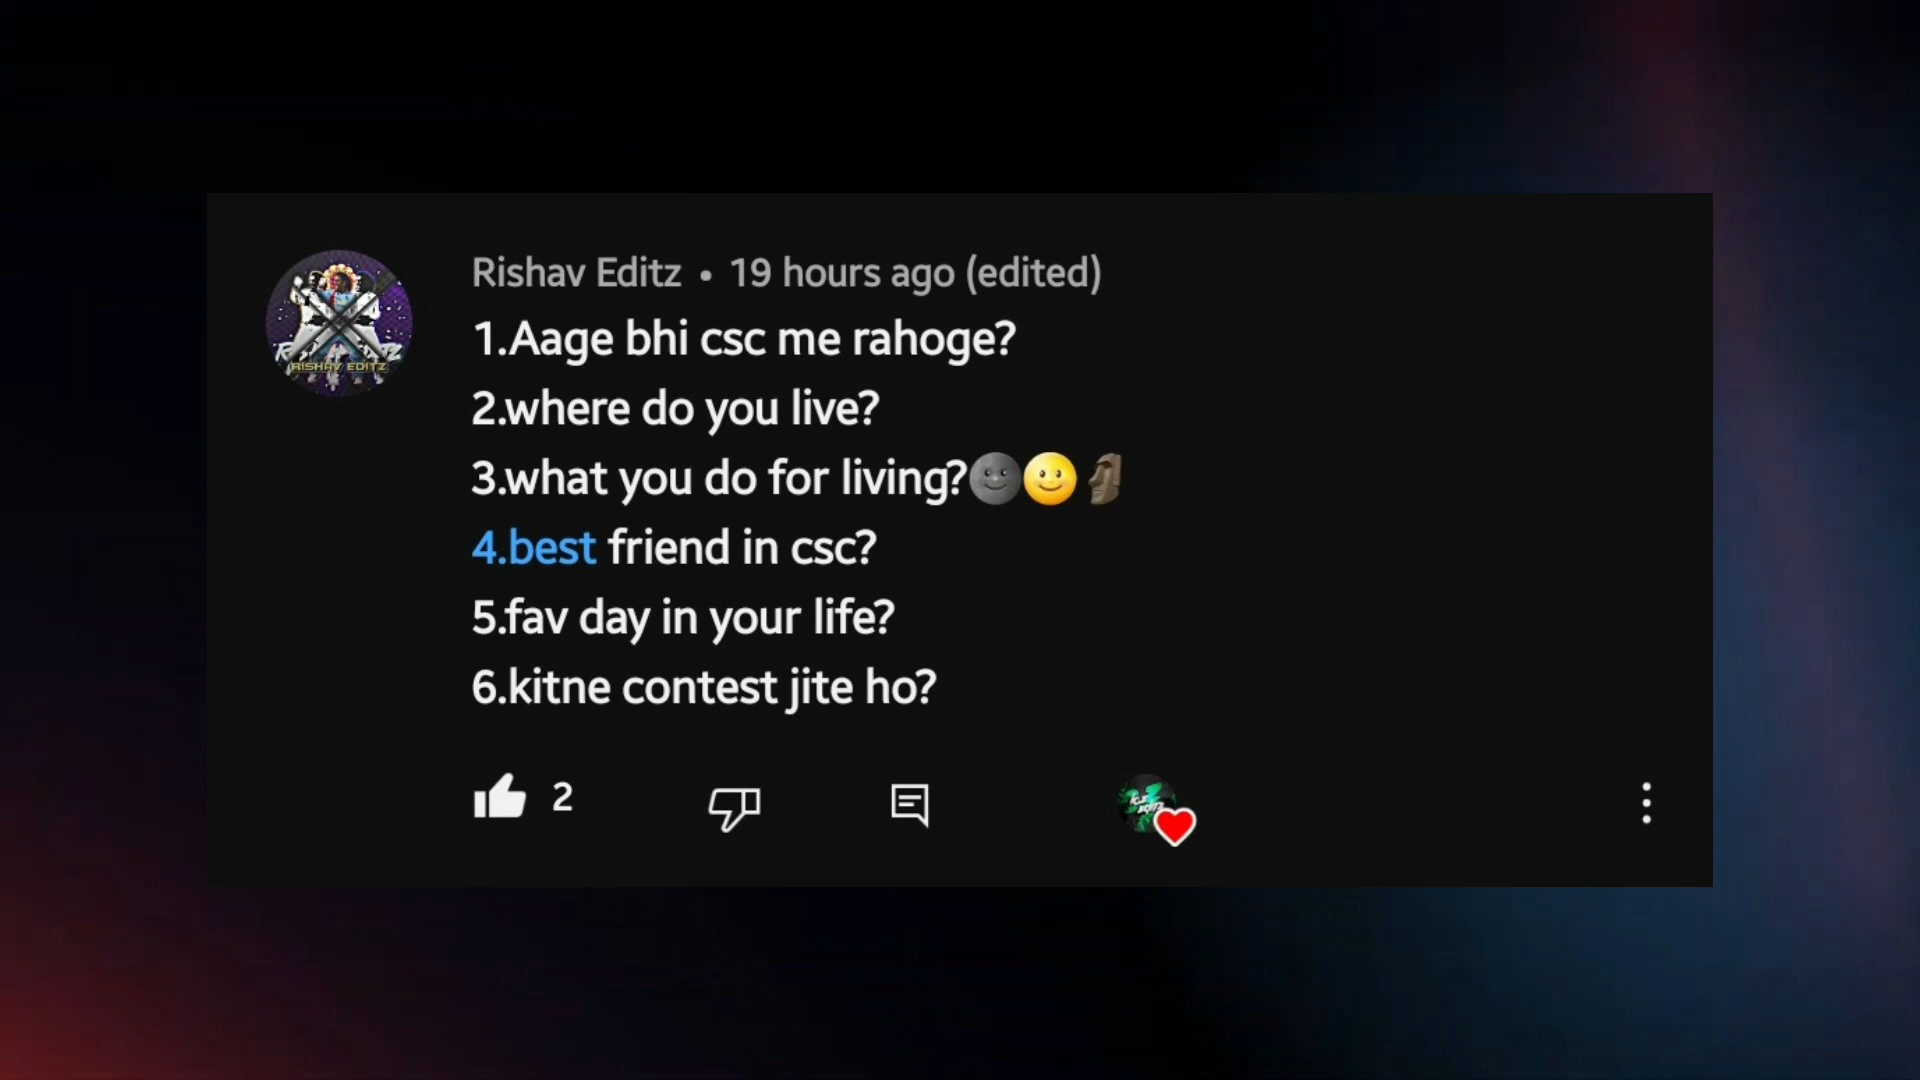 Rishav Editz • 19 hours ago (edited)
1.Aage bhi csc me rahoge?
2.where do you live?
3.what you do for living?🌚🌝🗿
4.best friend in csc?
5.fav day in your life?
6.kitne contest jite ho?
2
RISHAV EDITZ